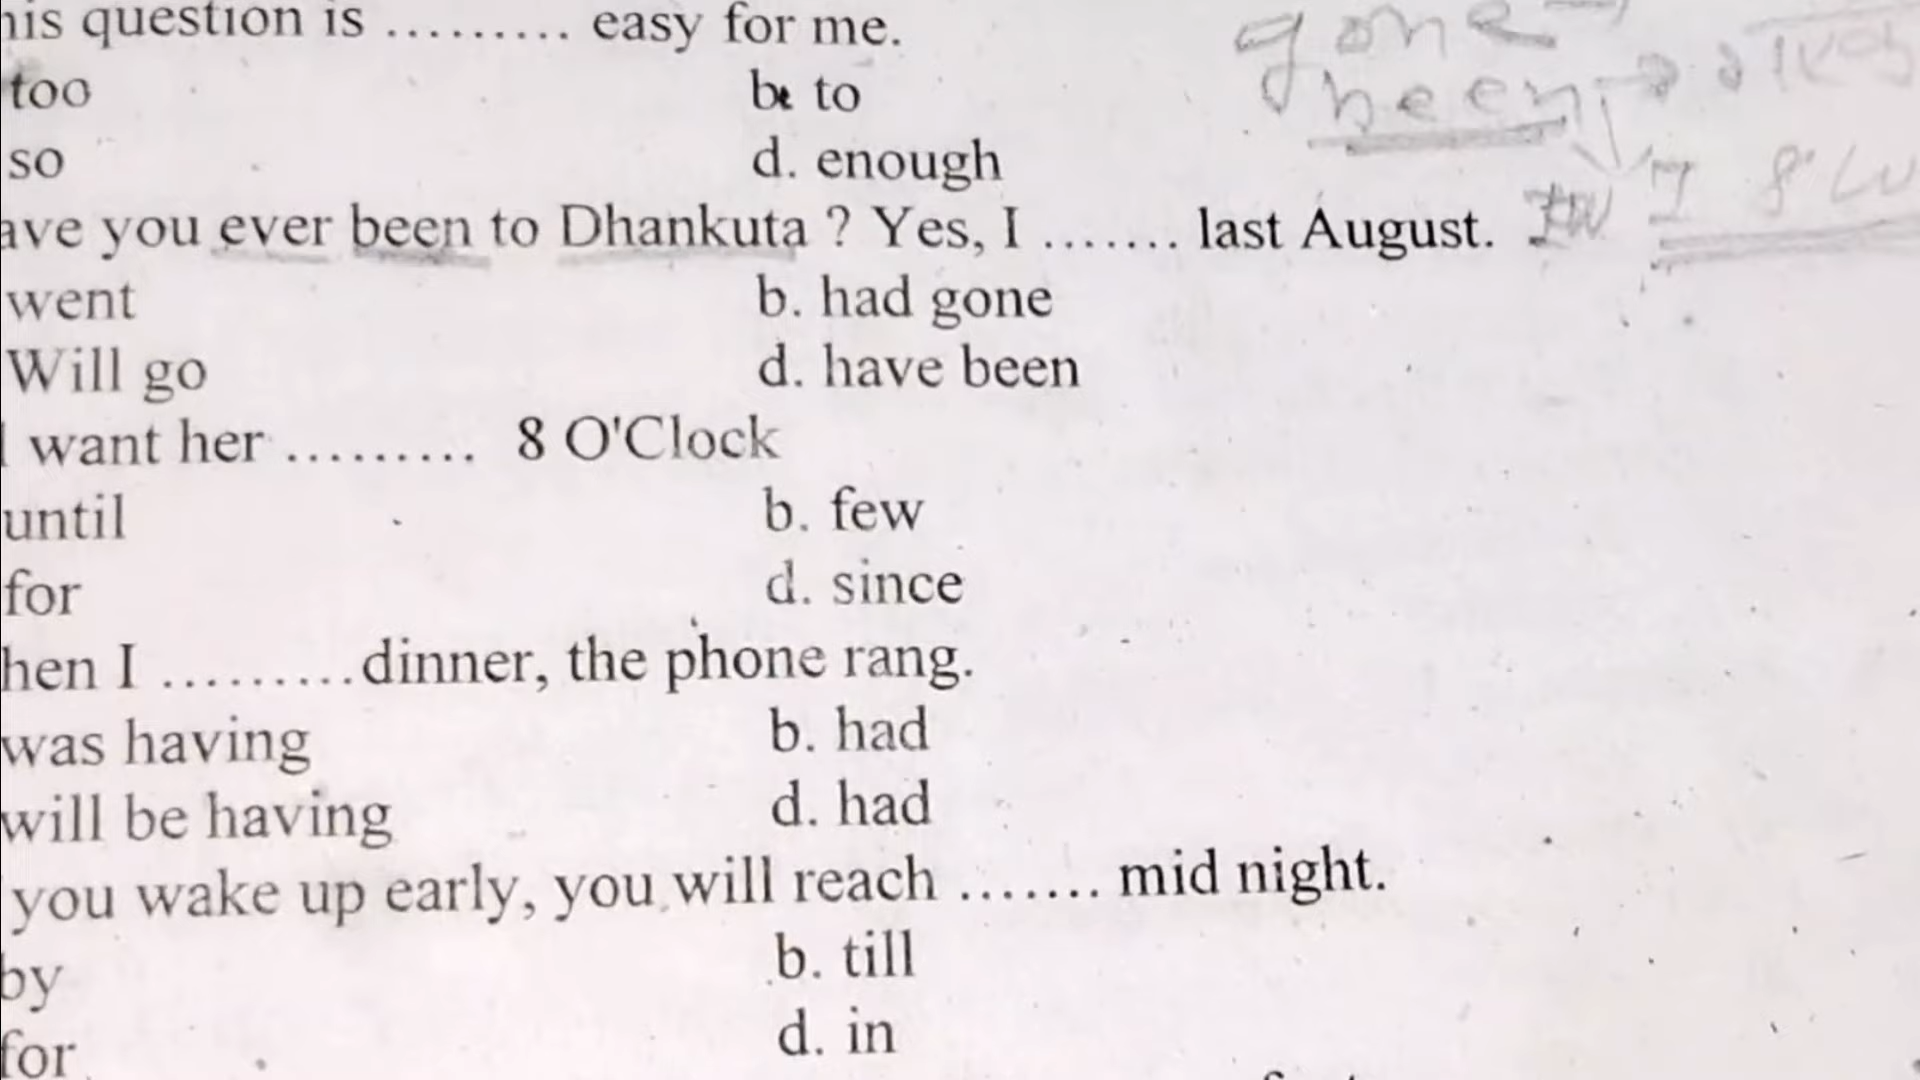 his question is ......... easy for me.
gone
too b. to
been
so d. enough
ave you ever been to Dhankuta ? Yes, I ....... last August.
went b. had gone
Will go d. have been
I want her ......... 8 O'Clock
until b. few
for d. since
hen I .........dinner, the phone rang.
was having b. had
will be having d. had
you wake up early, you will reach ....... mid night.
by b. till
for d. in